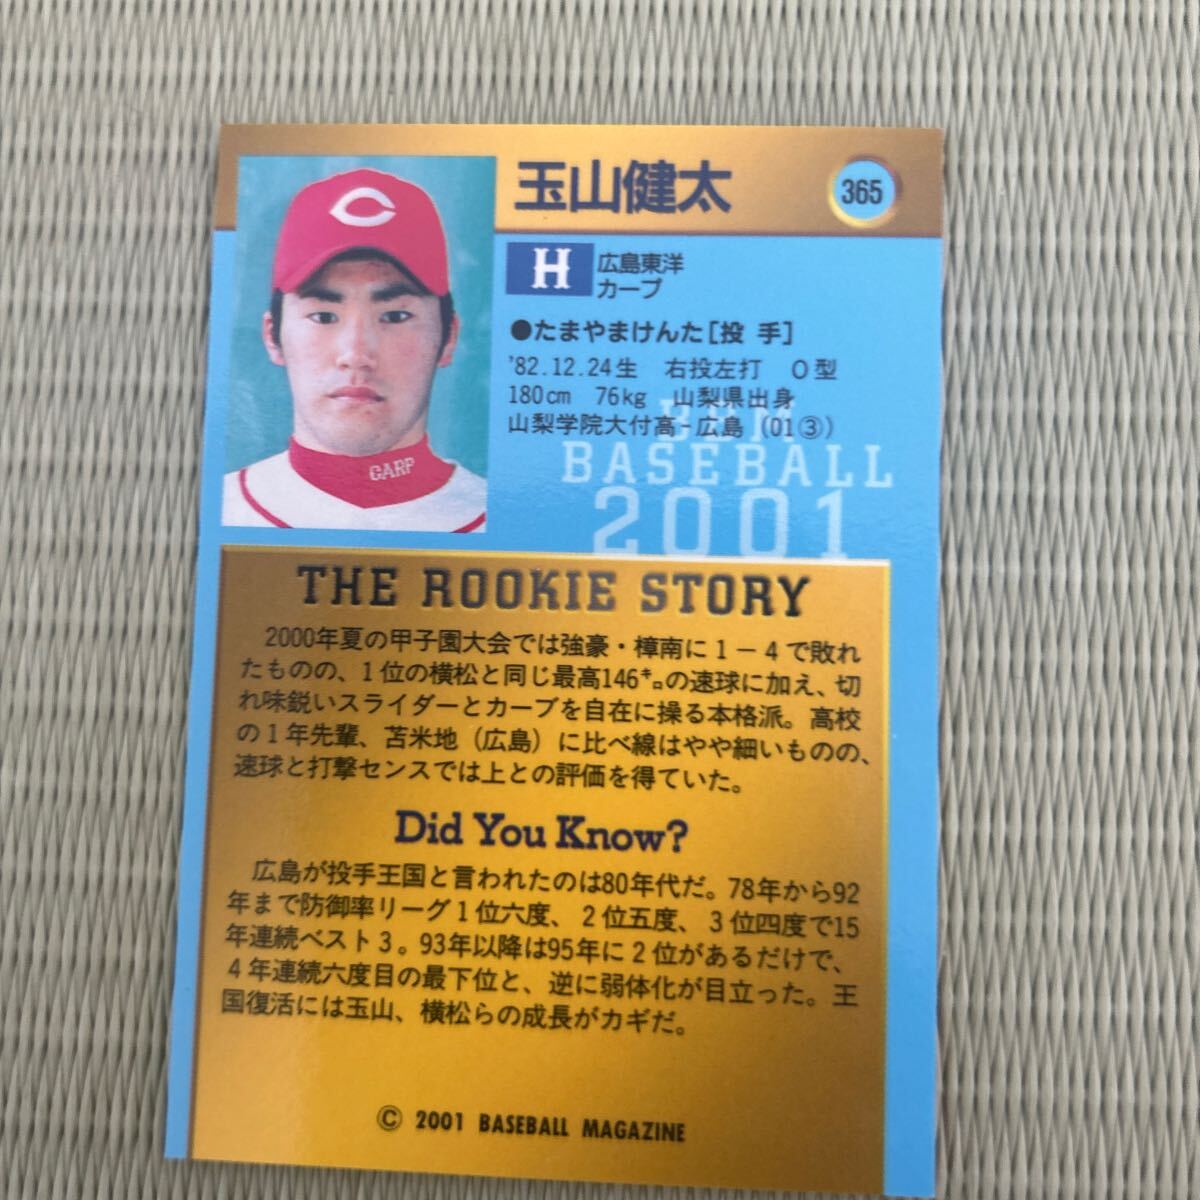 玉山健太
365
C
H
広島東洋
カープ
●たまやまけんた[投 手]
'82.12.24生 右投左打 O型
180cm 76kg 山梨県出身
山梨学院大付高-広島 (01③)
BBM
BASEBALL
2001
CARP
THE ROOKIE STORY
2000年夏の甲子園大会では強豪・樟南に1-4で敗れ
たものの、1位の横松と同じ最高146㌔の速球に加え、切
れ味鋭いスライダーとカーブを自在に操る本格派。高校
の1年先輩、苫米地(広島)に比べ線はやや細いものの、
速球と打撃センスでは上との評価を得ていた。
Did You Know?
広島が投手王国と言われたのは80年代だ。78年から92
年まで防御率リーグ1位六度、2位五度、3位四度で15
年連続ベスト3。93年以降は95年に2位があるだけで、
4年連続六度目の最下位と、逆に弱体化が目立った。王
国復活には玉山、横松らの成長がカギだ。
© 2001 BASEBALL MAGAZINE